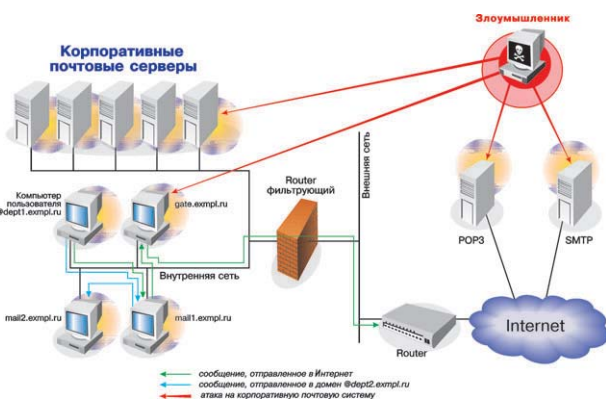 Злоумышленник
Корпоративные
почтовые серверы
Компьютер
пользователя
@dept1.exmpl.ru
gate.exmpl.ru
Router
фильтрующий
Внешняя сеть
POP3
SMTP
Внутренняя сеть
mail2.exmpl.ru
mail1.exmpl.ru
Router
Internet
сообщение, отправленное в Интернет
сообщение, отправленное в домен @dept2.exmpl.ru
атака на корпоративную почтовую систему